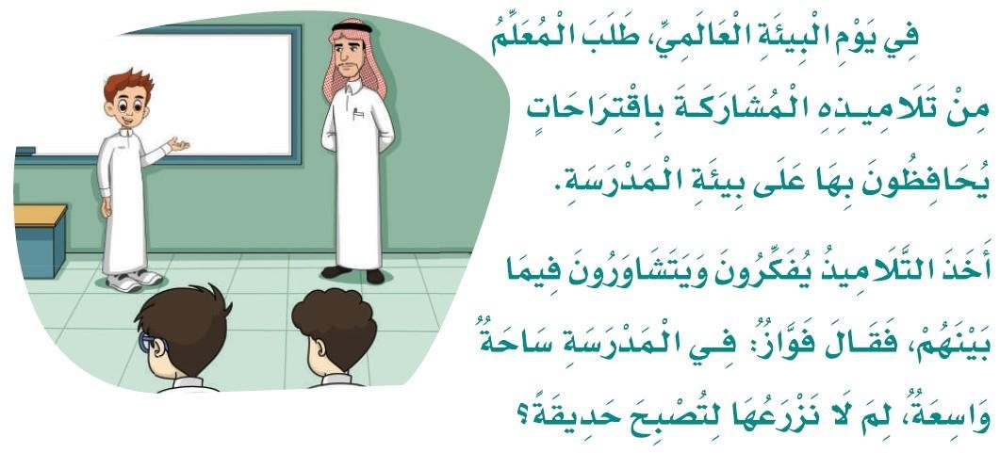 فِي يَوْمِ الْبِيئَةِ الْعَالَمِيِّ، طَلَبَ الْمُعَلِّمُ
مِنْ تَلَامِيذِهِ الْمُشَارَكَةَ بِاقْتِرَاحَاتٍ
يُحَافِظُونَ بِهَا عَلَى بِيئَةِ الْمَدْرَسَةِ.
أَخَذَ التَّلَامِيذُ يُفَكِّرُونَ وَيَتَشَاوَرُونَ فِيمَا
بَيْنَهُمْ، فَقَالَ فَوَّازٌ: فِي الْمَدْرَسَةِ سَاحَةٌ
وَاسِعَةٌ، لِمَ لَا نَزْرَعُهَا لِتُصْبِحَ حَدِيقَةً؟